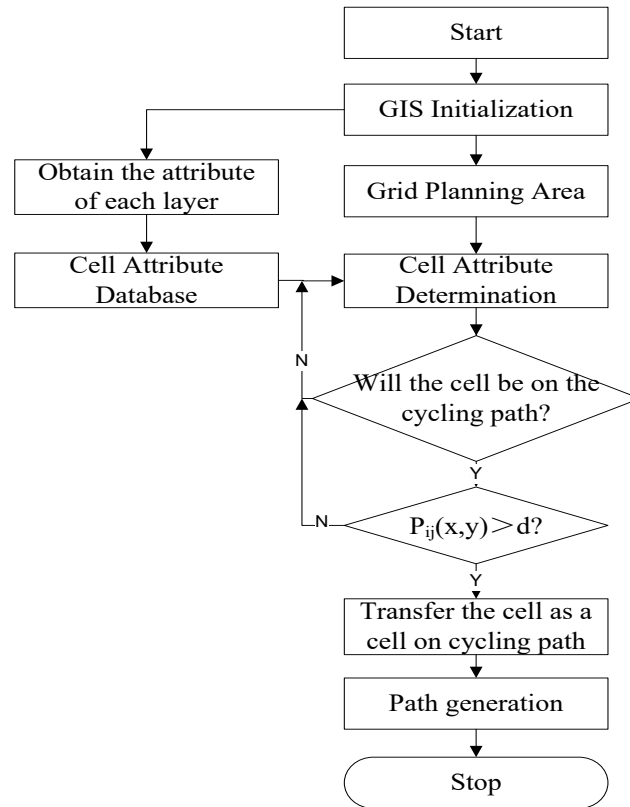 Start
GIS Initialization
Obtain the attribute
of each layer
Grid Planning Area
Cell Attribute
Database
Cell Attribute
Determination
N
Will the cell be on the
cycling path?
Y
N
Pij(x,y)＞d?
Y
Transfer the cell as a
cell on cycling path
Path generation
Stop